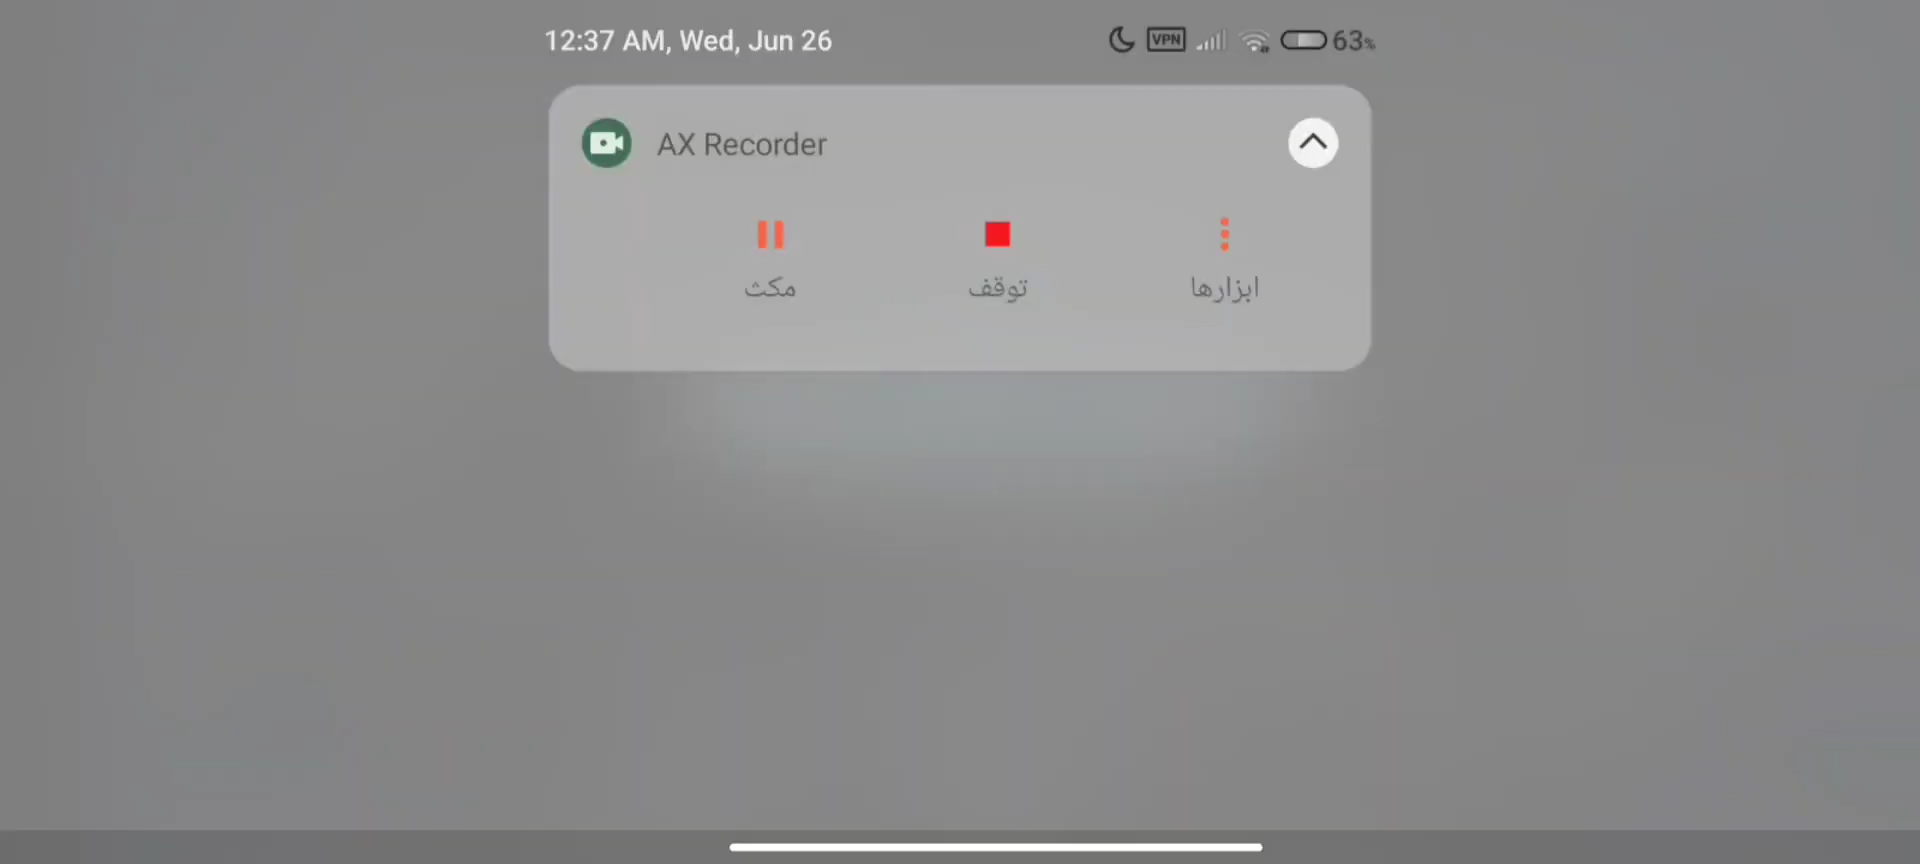 12:37 AM, Wed, Jun 26 VPN 63%
AX Recorder
مکث توقف ابزارها